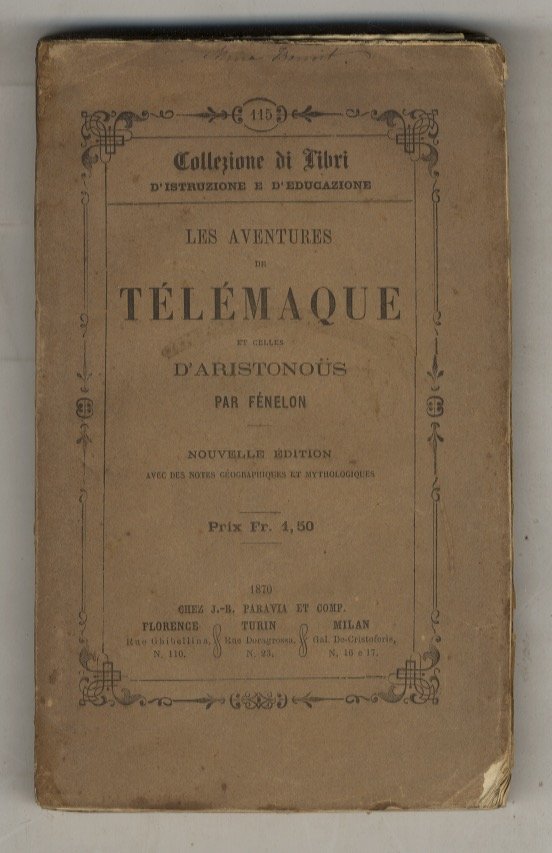 115
Collezione di Libri
D'ISTRUZIONE E D'EDUCAZIONE
LES AVENTURES
DE
TÉLÉMAQUE
ET CELLES
D'ARISTONOÜS
PAR FÉNELON
NOUVELLE ÉDITION
AVEC DES NOTES GÉOGRAPHIQUES ET MYTHOLOGIQUES
Prix Fr. 1,50
1870
CHEZ J.-B. PARAVIA ET COMP.
FLORENCE TURIN MILAN
Rue Ghibellina, Rue Doragrossa, Gal. De-Cristoforis,
N. 110. N. 23. N. 16 e 17.